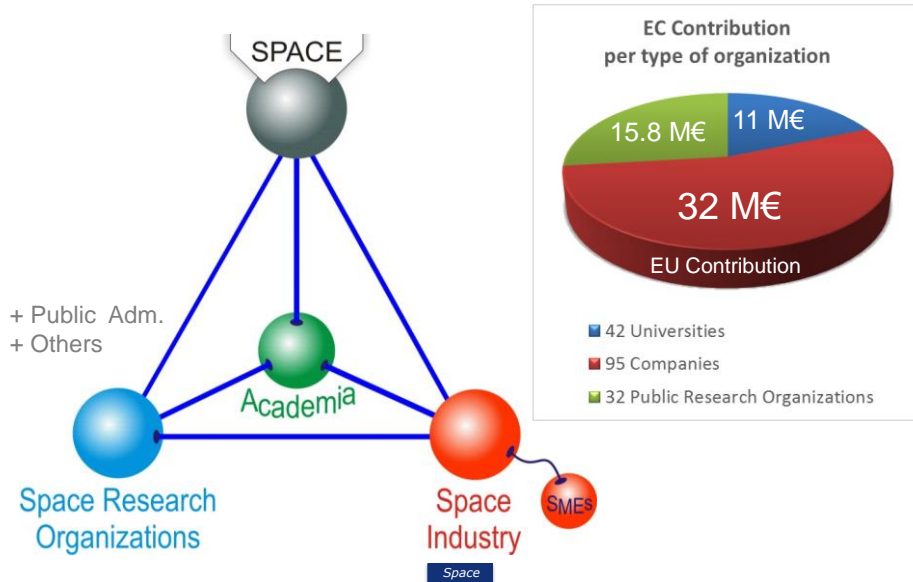 SPACE
+ Public Adm.
+ Others
Academia
Space Research
Organizations
Space
Industry
SMEs
Space
EC Contribution
per type of organization
15.8 M€
11 M€
32 M€
EU Contribution
42 Universities
95 Companies
32 Public Research Organizations